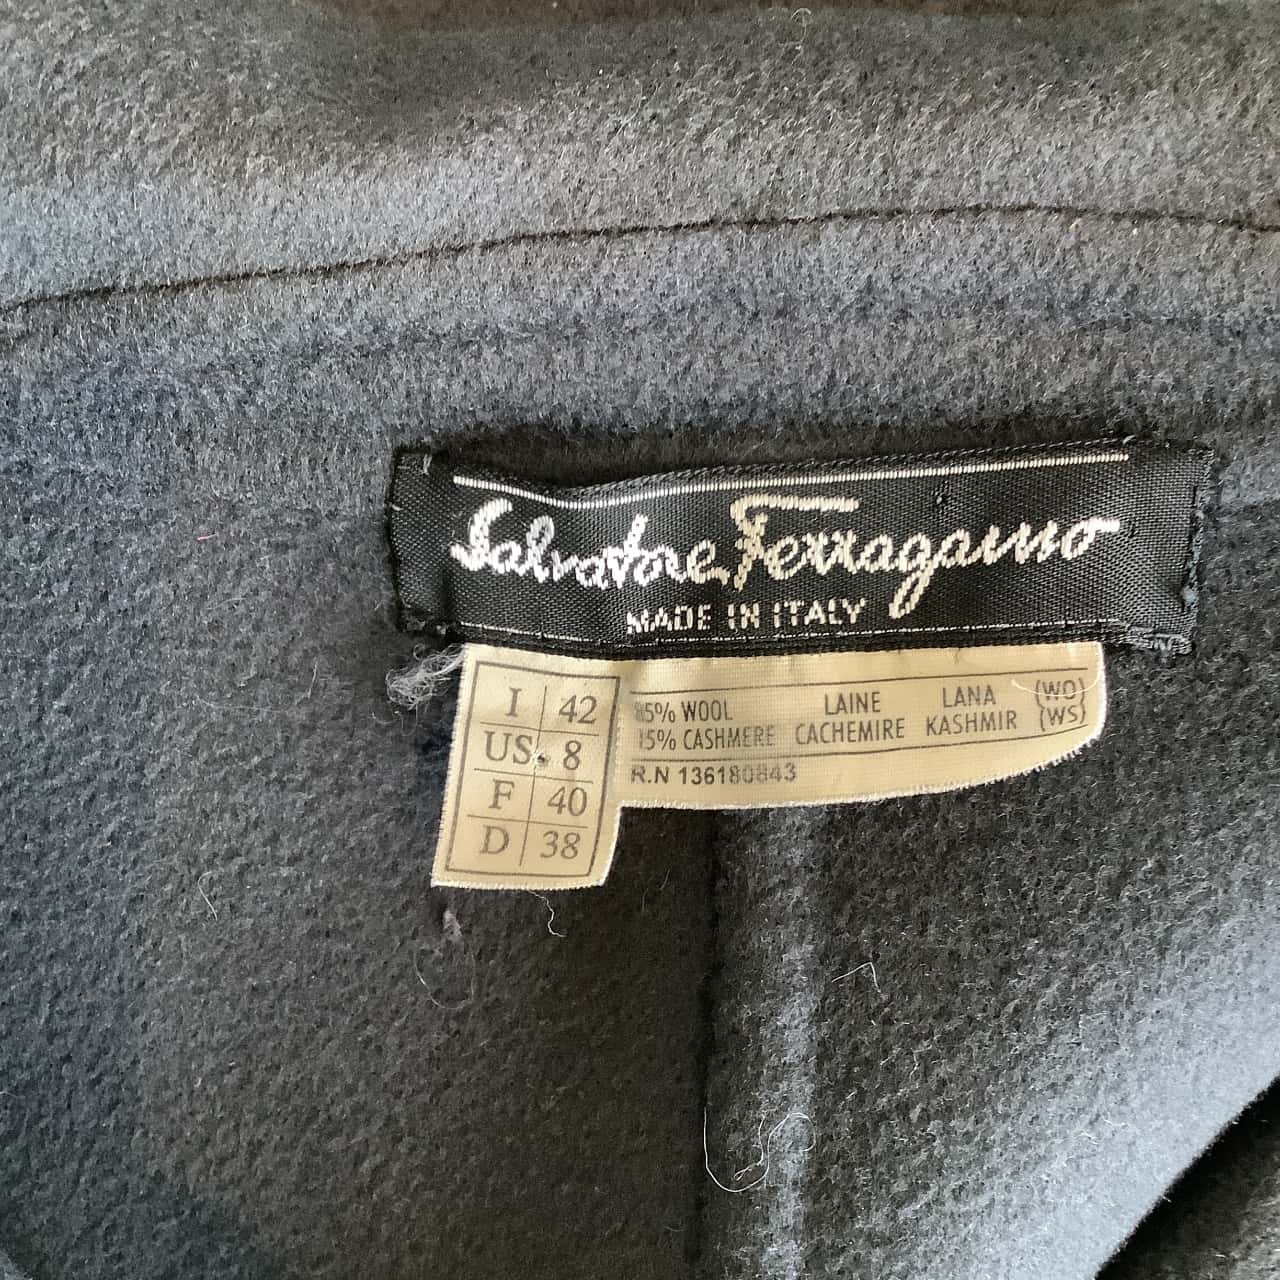 Salvatore Ferragamo
MADE IN ITALY
I 42
US 8
F 40
D 38
85% WOOL LAINE LANA (WO)
15% CASHMERE CACHEMIRE KASHMIR (WS)
R.N 136180843